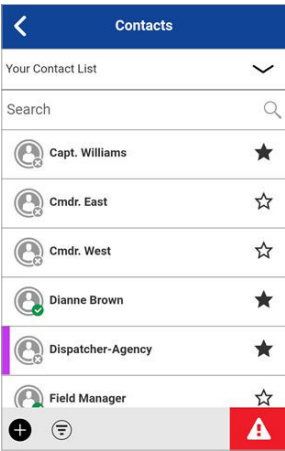 Contacts
Your Contact List
Search
Capt. Williams
Cmdr. East
Cmdr. West
Dianne Brown
Dispatcher-Agency
Field Manager